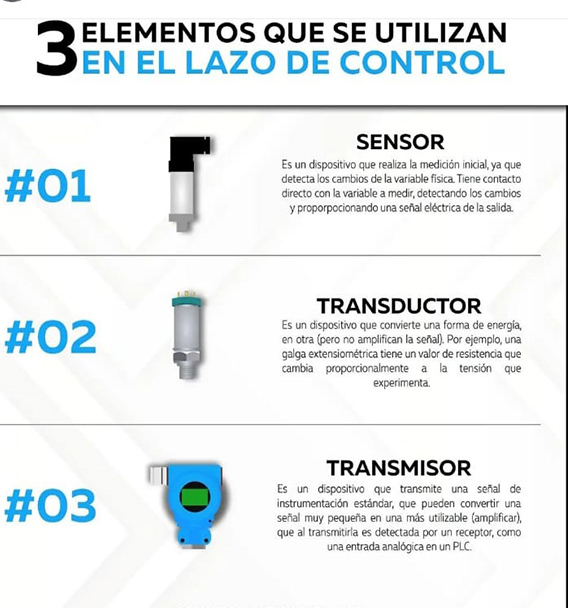 3 ELEMENTOS QUE SE UTILIZAN
EN EL LAZO DE CONTROL
#01
SENSOR
Es un dispositivo que realiza la medición inicial, ya que
detecta los cambios de la variable física. Tiene contacto
directo con la variable a medir, detectando los cambios
y proporpocionando una señal eléctrica de la salida.
#02
TRANSDUCTOR
Es un dispositivo que convierte una forma de energía,
en otra (pero no amplifican la señal). Por ejemplo, una
galga extensiométrica tiene un valor de resistencia que
cambia proporcionalmente a la tensión que
experimenta.
#03
TRANSMISOR
Es un dispositivo que transmite una señal de
instrumentación estándar, que pueden convertir una
señal muy pequeña en una más utilizable (amplificar),
que al transmitirla es detectada por un receptor, como
una entrada analógica en un PLC.